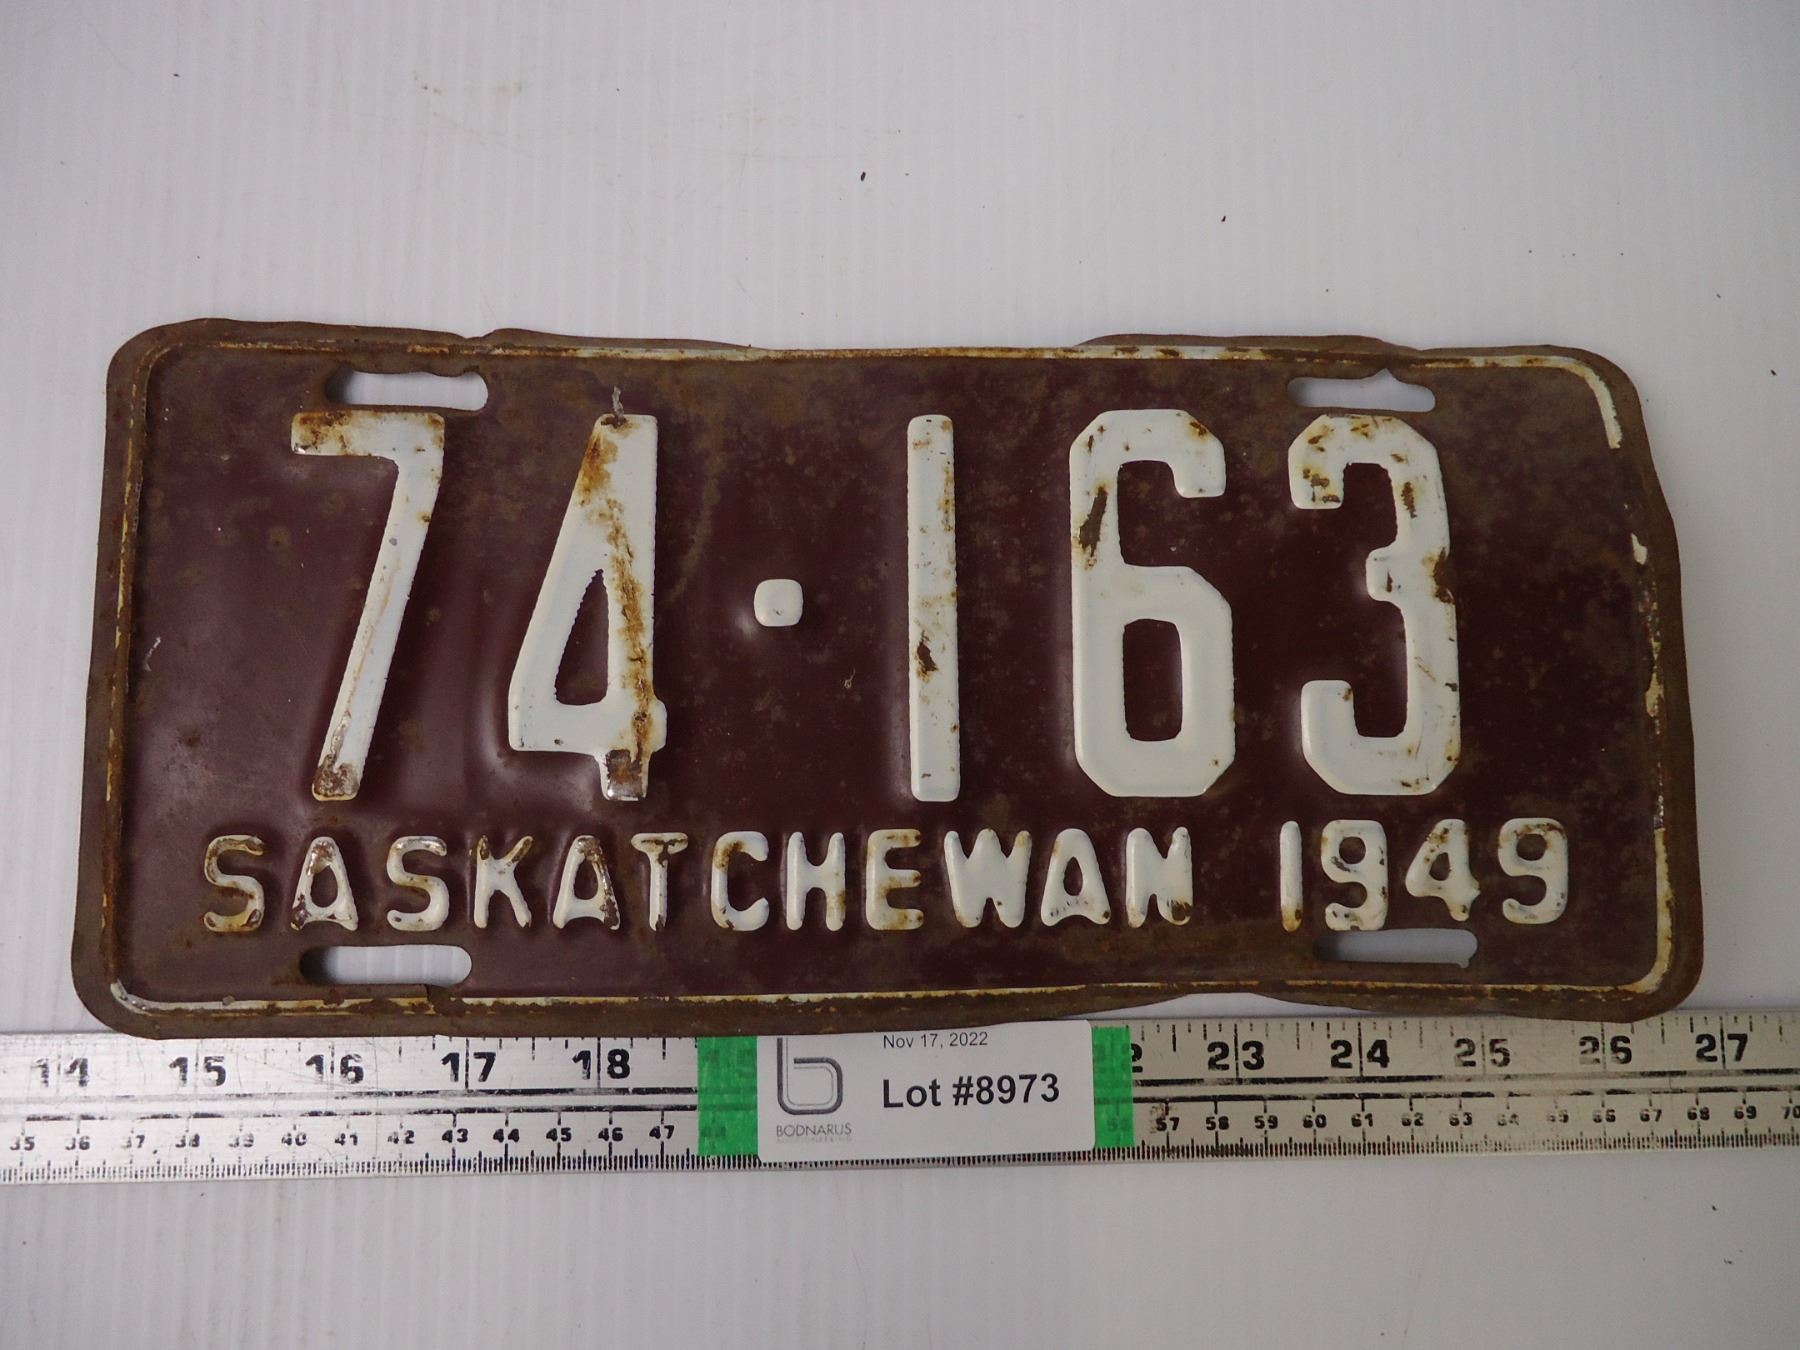 74·163
SASKATCHEWAN 1949
Nov 17, 2022
Lot #8973
BODNARUS
14 15 16 17 18 23 24 25 26 27
35 36 37 38 39 40 41 42 43 44 45 46 47 57 58 59 60 61 62 63 64 65 66 67 68 69 70